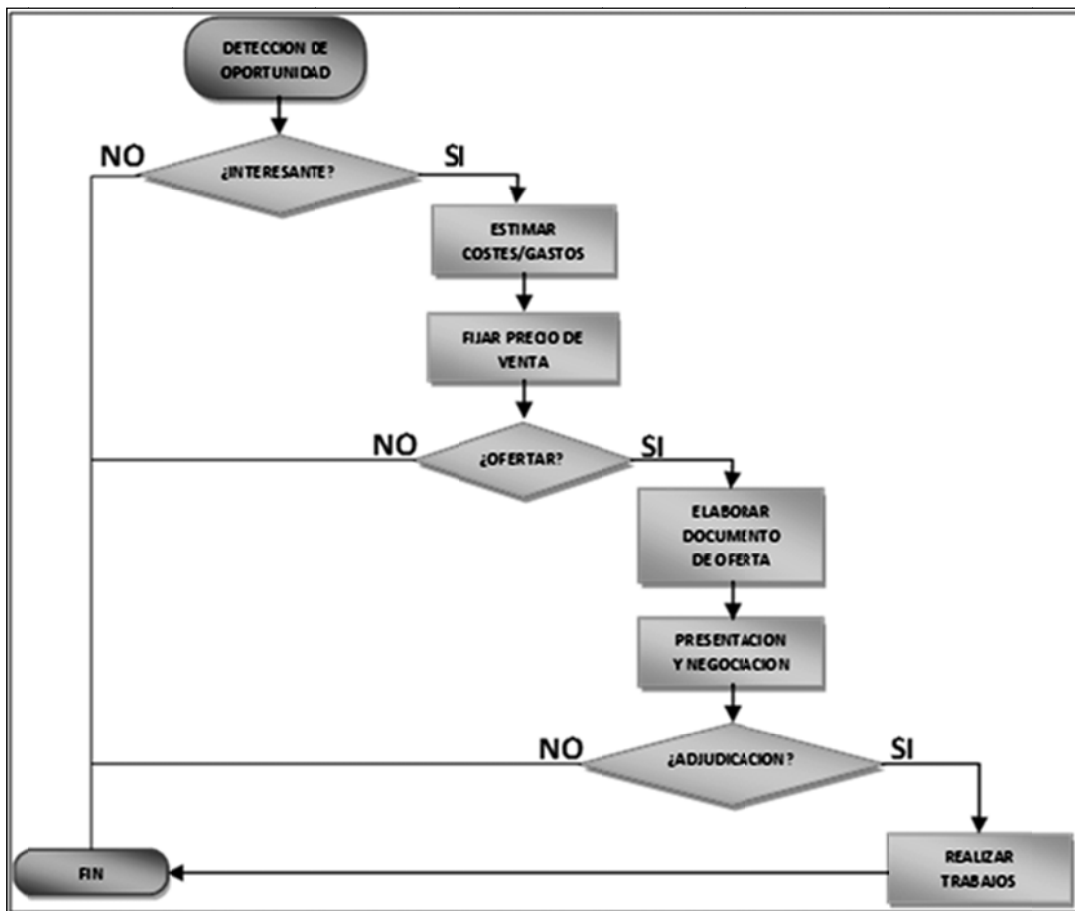 DETECCION DE
OPORTUNIDAD
NO
SI
¿INTERESANTE?
ESTIMAR
COSTES/GASTOS
FIJAR PRECIO DE
VENTA
NO
SI
¿OFERTAR?
ELABORAR
DOCUMENTO
DE OFERTA
PRESENTACION
Y NEGOCIACION
NO
SI
¿ADJUDICACION?
REALIZAR
TRABAJOS
FIN